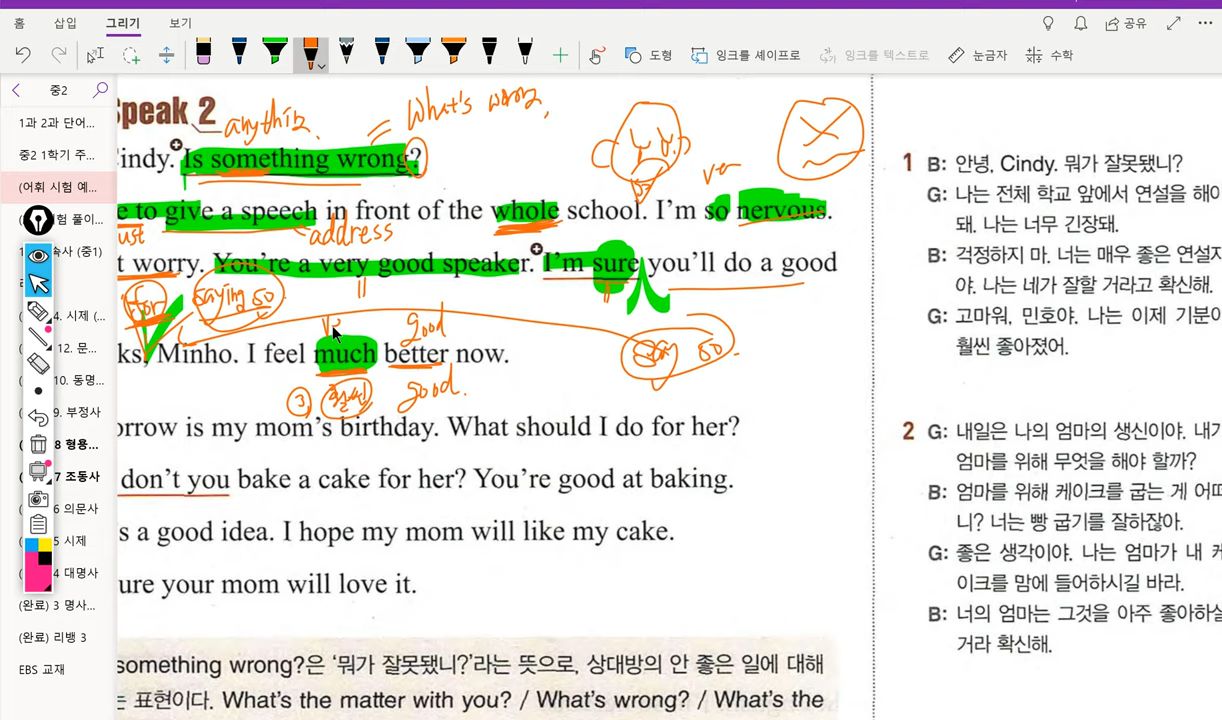 홈 삽입 그리기 보기
공유
도형 잉크를 셰이프로 잉크를 텍스트로 눈금자 수학
중2
1과 2과 단어...
중2 1학기 주...
(어휘 시험 예...
험 풀이...
속사 (중1)
4. 시제 (...
12. 문...
10. 동명...
9. 부정사
8 형용...
7 조동사
6 의문사
5 시제
4 대명사
(완료) 3 명사...
(완료) 리뱅 3
EBS 교재
peak 2
What's wrong,
indy. Is something wrong?
e to give a speech in front of the whole school. I'm so nervous.
ust address
t worry. You're a very good speaker. I'm sure you'll do a good
for saying so
good
ks, Minho. I feel much better now.
say so.
③ 훨씬 good.
orrow is my mom's birthday. What should I do for her?
don't you bake a cake for her? You're good at baking.
s a good idea. I hope my mom will like my cake.
ure your mom will love it.
something wrong?은 '뭐가 잘못됐니?'라는 뜻으로, 상대방의 안 좋은 일에 대해
는 표현이다. What's the matter with you? / What's wrong? / What's the
1 B: 안녕, Cindy. 뭐가 잘못됐니?
G: 나는 전체 학교 앞에서 연설을 해야
돼. 나는 너무 긴장돼.
B: 걱정하지 마. 너는 매우 좋은 연설자
야. 나는 네가 잘할 거라고 확신해.
G: 고마워, 민호야. 나는 이제 기분이
훨씬 좋아졌어.
2 G: 내일은 나의 엄마의 생신이야. 내가
엄마를 위해 무엇을 해야 할까?
B: 엄마를 위해 케이크를 굽는 게 어떠
니? 너는 빵 굽기를 잘하잖아.
G: 좋은 생각이야. 나는 엄마가 내 케
이크를 맘에 들어하시길 바라.
B: 너의 엄마는 그것을 아주 좋아하실
거라 확신해.